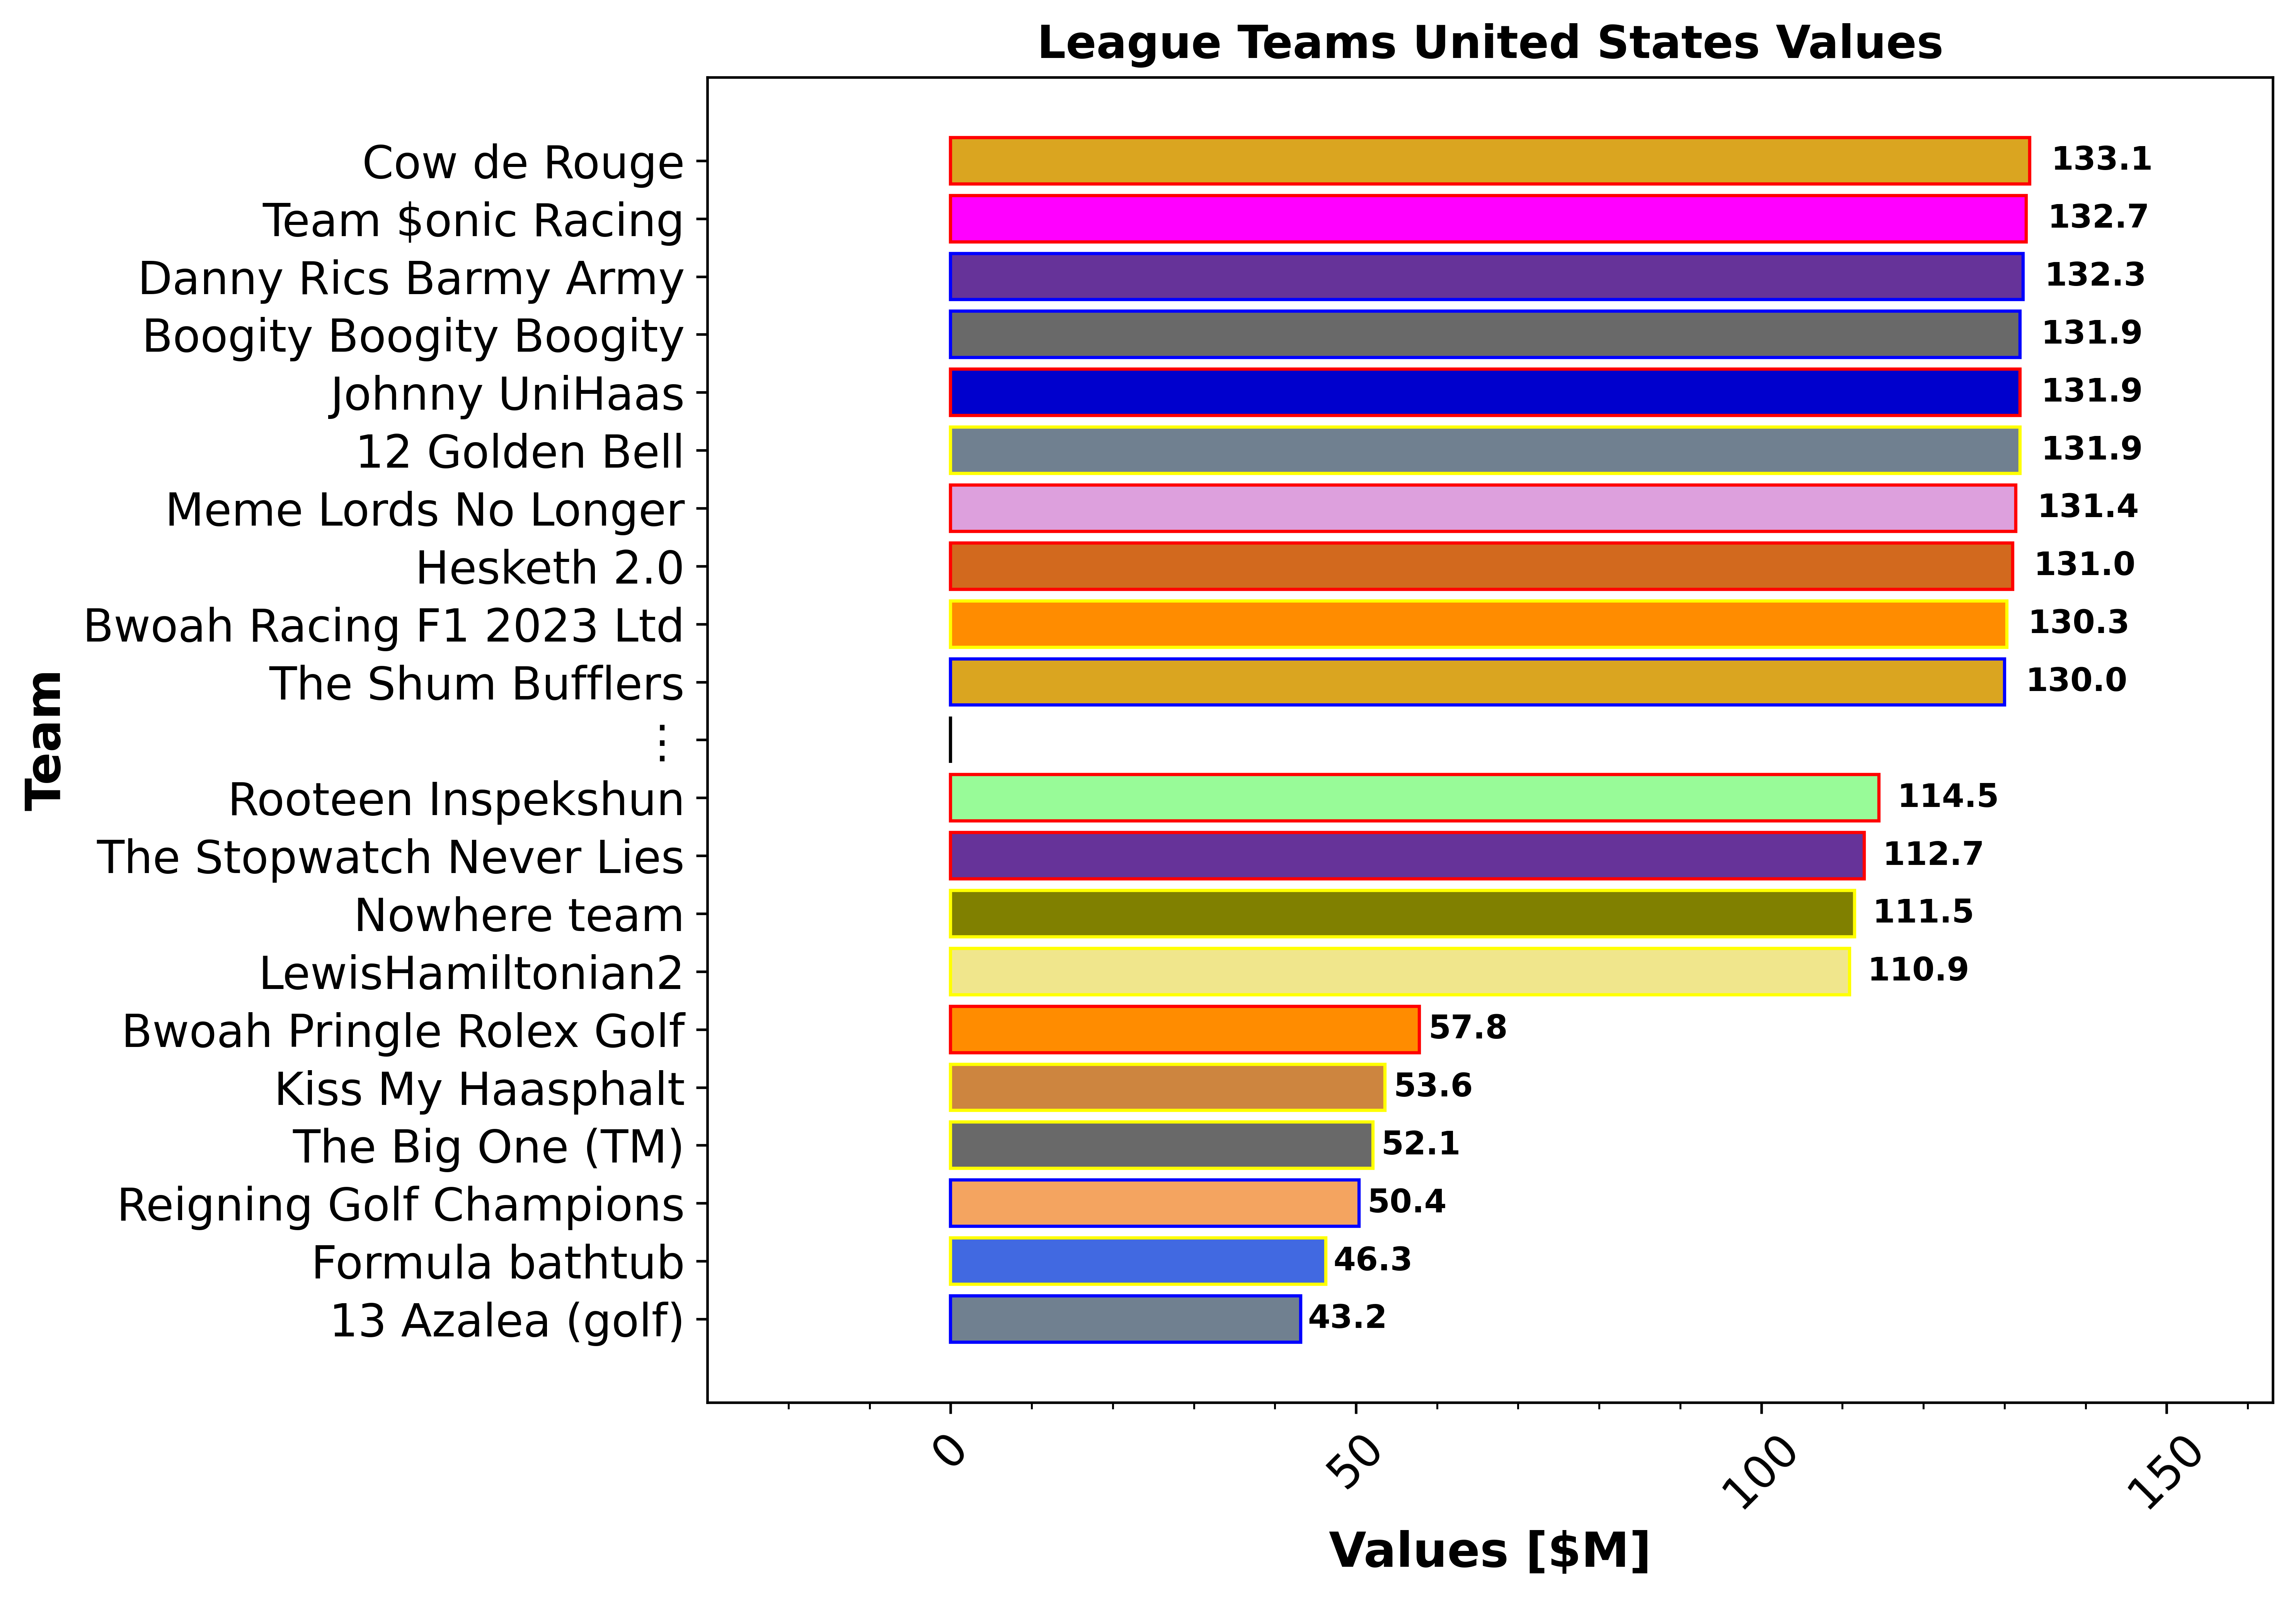 League Teams United States Values
Cow de Rouge 133.1
Team $onic Racing 132.7
Danny Rics Barmy Army 132.3
Boogity Boogity Boogity 131.9
Johnny UniHaas 131.9
12 Golden Bell 131.9
Meme Lords No Longer 131.4
Hesketh 2.0 131.0
Bwoah Racing F1 2023 Ltd 130.3
The Shum Bufflers 130.0
⋮
Rooteen Inspekshun 114.5
The Stopwatch Never Lies 112.7
Nowhere team 111.5
LewisHamiltonian2 110.9
Bwoah Pringle Rolex Golf 57.8
Kiss My Haasphalt 53.6
The Big One (TM) 52.1
Reigning Golf Champions 50.4
Formula bathtub 46.3
13 Azalea (golf) 43.2
Team
0 50 100 150
Values [$M]